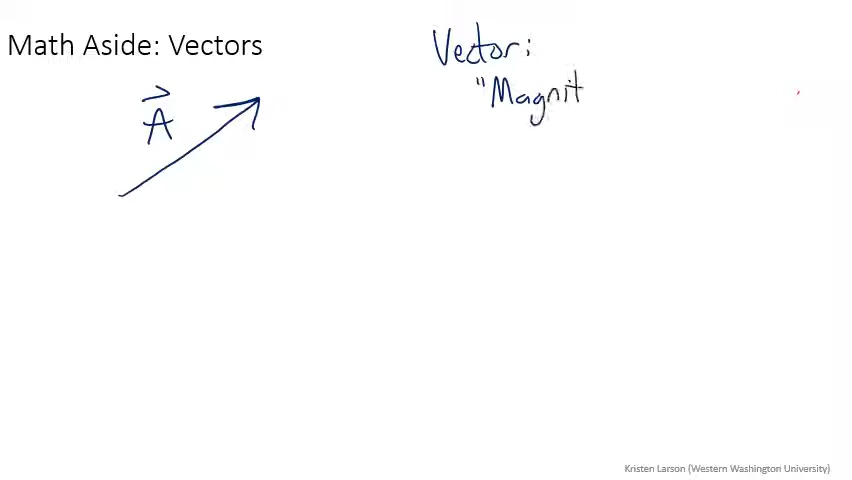 Math Aside: Vectors
Vector:
"Magnit
A
Kristen Larson (Western Washington University)